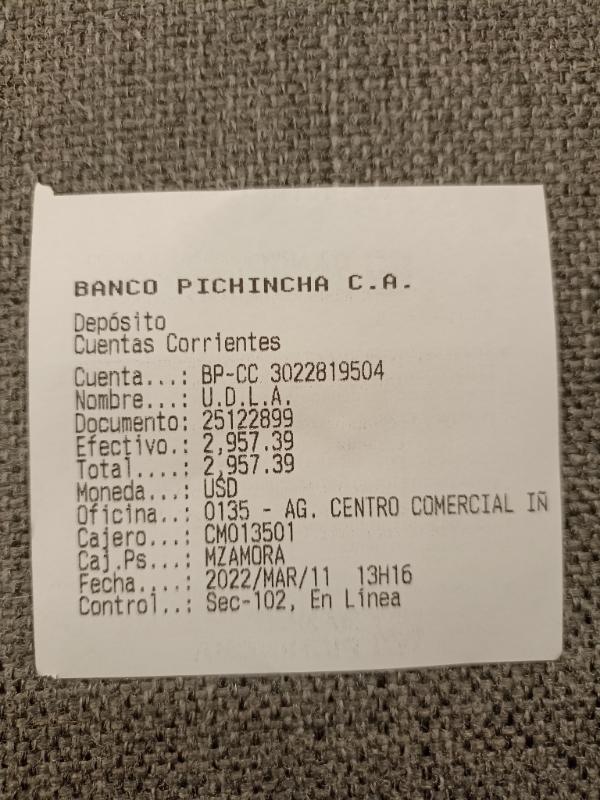 BANCO PICHINCHA C.A.
Depósito
Cuentas Corrientes
Cuenta...: BP-CC 3022819504
Nombre...: U.D.L.A.
Documento: 25122899
Efectivo.: 2,957.39
Total....: 2,957.39
Moneda...: USD
Oficina..: 0135 - AG. CENTRO COMERCIAL IÑ
Cajero...: CM013501
Caj.Ps...: MZAMORA
Fecha....: 2022/MAR/11 13H16
Control..: Sec-102, En Línea